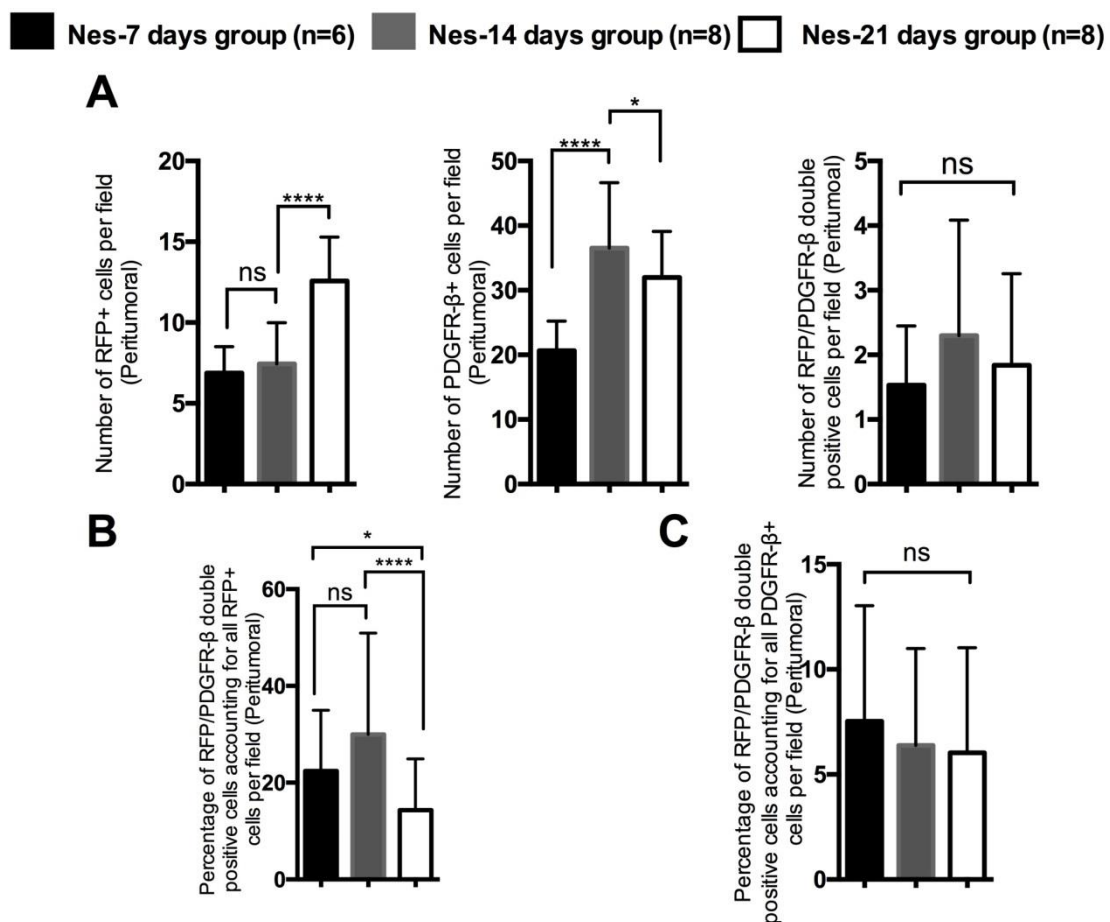 Nes-7 days group (n=6) Nes-14 days group (n=8) Nes-21 days group (n=8)
A
Number of RFP+ cells per field
(Peritumoral)
20
15
10
5
0
ns
****
Number of PDGFR-β+ cells per field
(Peritumoral)
50
40
30
20
10
0
****
*
Number of RFP/PDGFR-β double
positive cells per field (Peritumoal)
5
4
3
2
1
0
ns
B
Percentage of RFP/PDGFR-β double
positive cells accounting for all RFP+
cells per field (Peritumoral)
60
40
20
0
*
ns
****
C
Percentage of RFP/PDGFR-β double
positive cells accounting for all PDGFR-β+
cells per field (Peritumoral)
15
10
5
0
ns